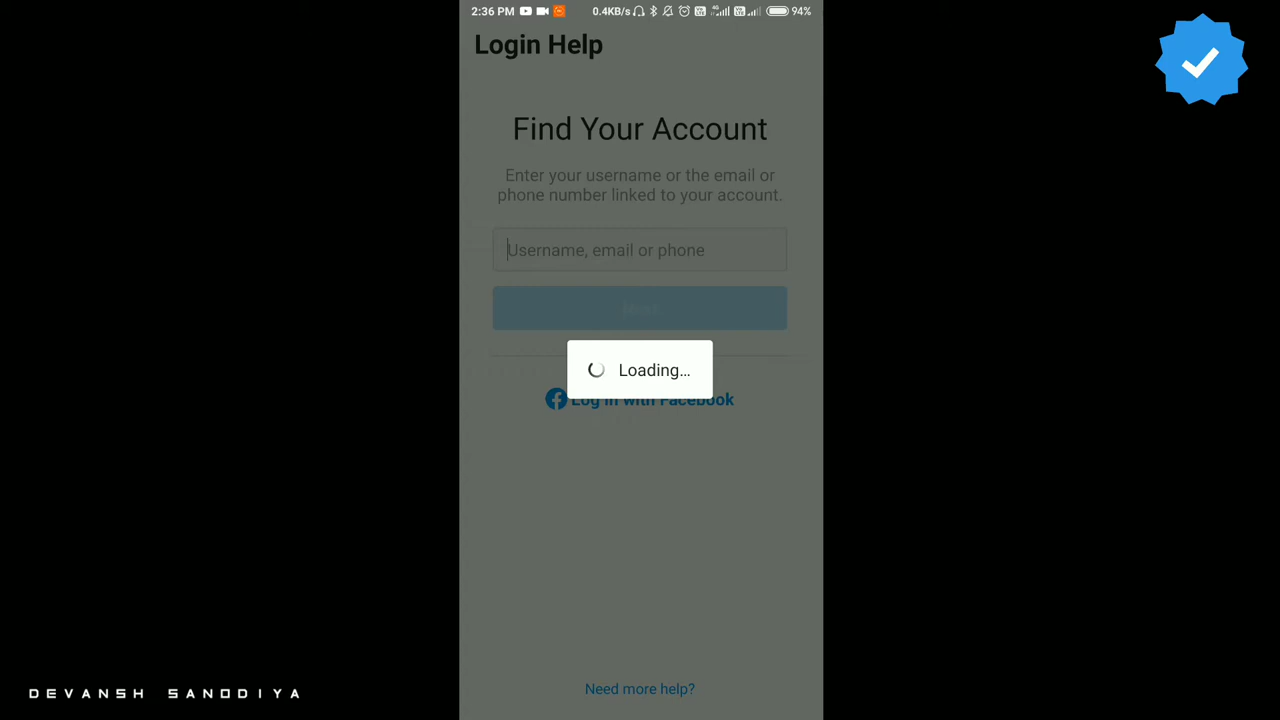 2:36 PM 0.4KB/s 94%
Login Help
Find Your Account
Enter your username or the email or
phone number linked to your account.
Username, email or phone
Next
Loading...
Log in with Facebook
Need more help?
DEVANSH SANODIYA